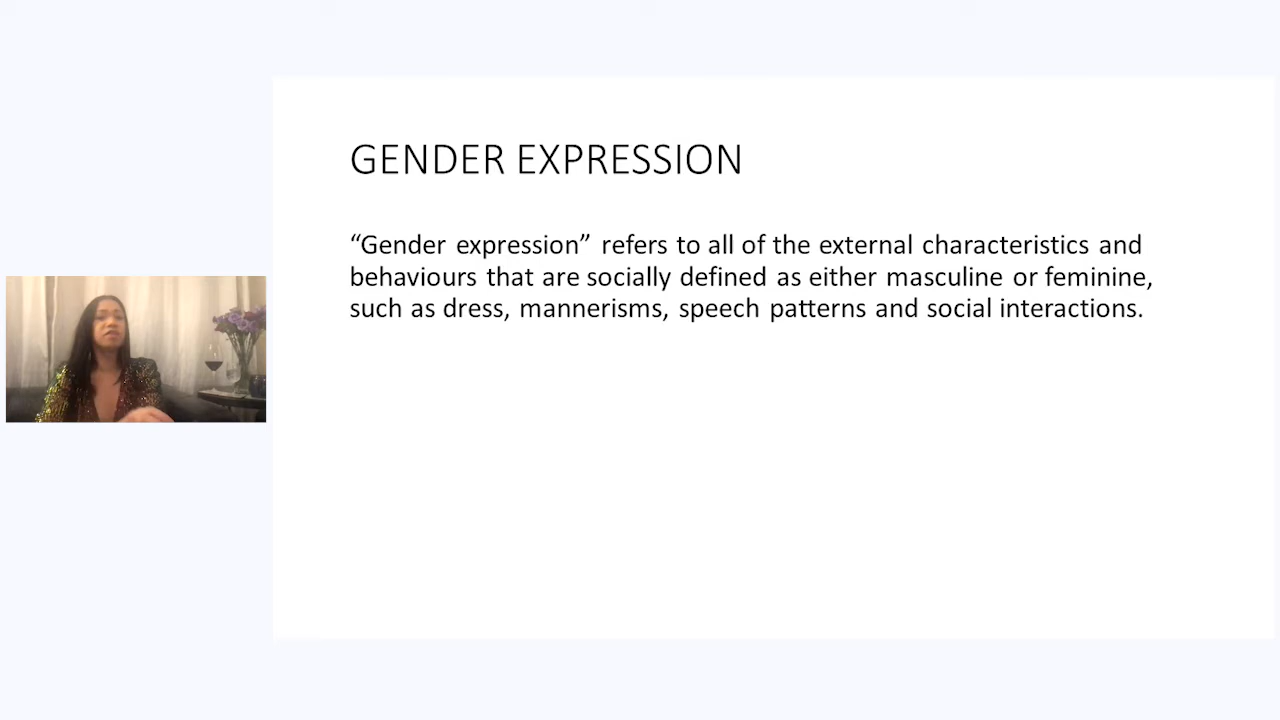 GENDER EXPRESSION
“Gender expression” refers to all of the external characteristics and
behaviours that are socially defined as either masculine or feminine,
such as dress, mannerisms, speech patterns and social interactions.